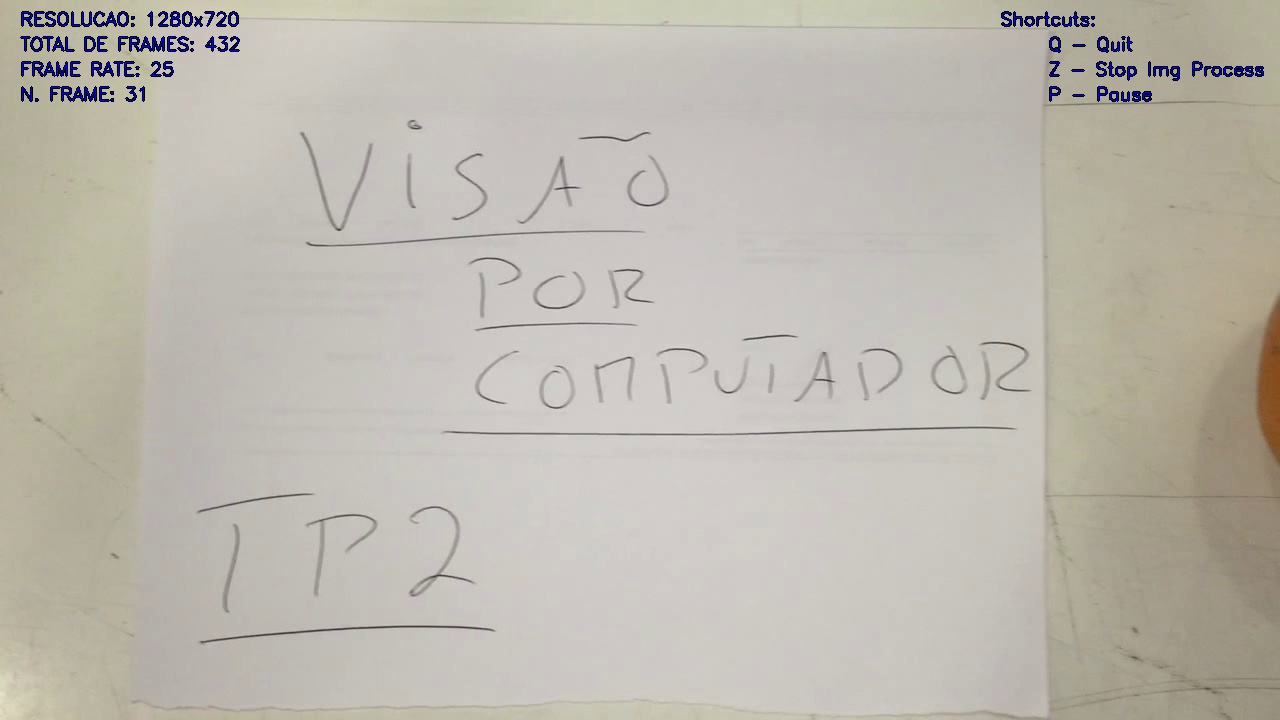 RESOLUCAO: 1280x720
TOTAL DE FRAMES: 432
FRAME RATE: 25
N. FRAME: 31
Shortcuts:
Q - Quit
Z - Stop Img Process
P - Pause
VISÃO
POR
COMPUTADOR
TP2